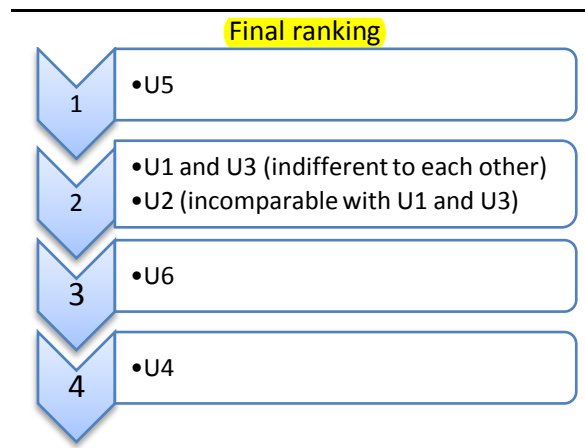 Final ranking
1
•U5
2
•U1 and U3 (indifferent to each other)
•U2 (incomparable with U1 and U3)
3
•U6
4
•U4